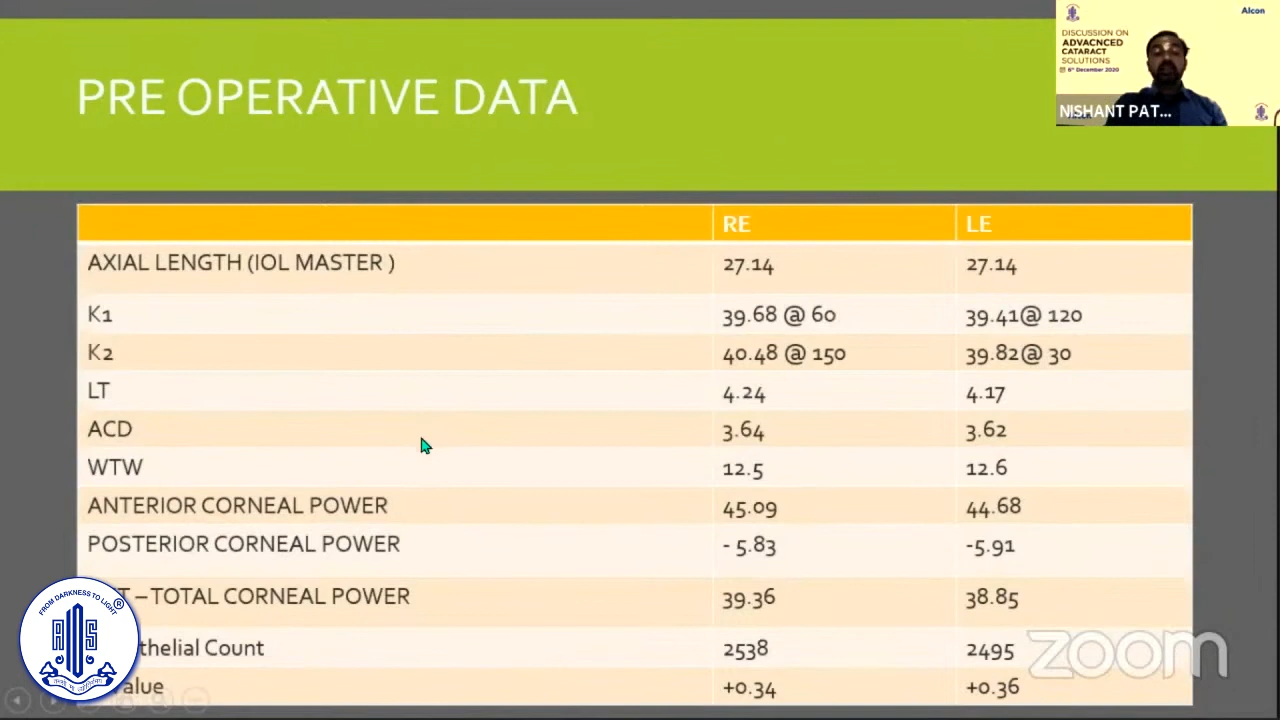 PRE OPERATIVE DATA
Alcon
DISCUSSION ON
ADVACNCED
CATARACT
SOLUTIONS
6th December 2020
NISHANT PAT...
RE LE
AXIAL LENGTH (IOL MASTER ) 27.14 27.14
K1 39.68 @ 60 39.41@ 120
K2 40.48 @ 150 39.82@ 30
LT 4.24 4.17
ACD 3.64 3.62
WTW 12.5 12.6
ANTERIOR CORNEAL POWER 45.09 44.68
POSTERIOR CORNEAL POWER - 5.83 -5.91
T – TOTAL CORNEAL POWER 39.36 38.85
thelial Count 2538 2495
alue +0.34 +0.36
FROM DARKNESS TO LIGHT ®
zoom